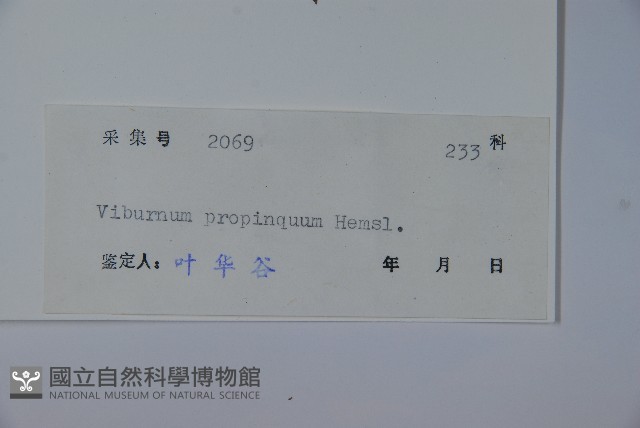 采集号 2069 233 科
Viburnum propinquum Hemsl.
鉴定人: 叶华谷 年 月 日
國立自然科學博物館
NATIONAL MUSEUM OF NATURAL SCIENCE